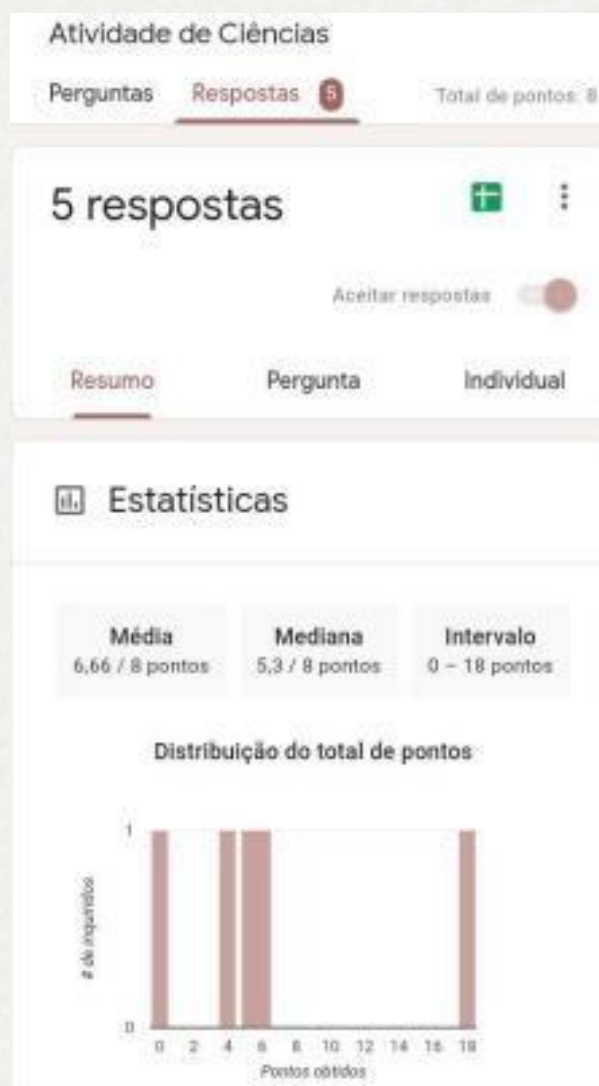 Atividade de Ciências
Perguntas Respostas 5 Total de pontos: 8
5 respostas
Aceitar respostas
Resumo Pergunta Individual
Estatísticas
Média Mediana Intervalo
6,66 / 8 pontos 5,3 / 8 pontos 0 – 18 pontos
Distribuição do total de pontos
1
# de inquiridos
0
0 2 4 6 8 10 12 14 16 18
Pontos obtidos